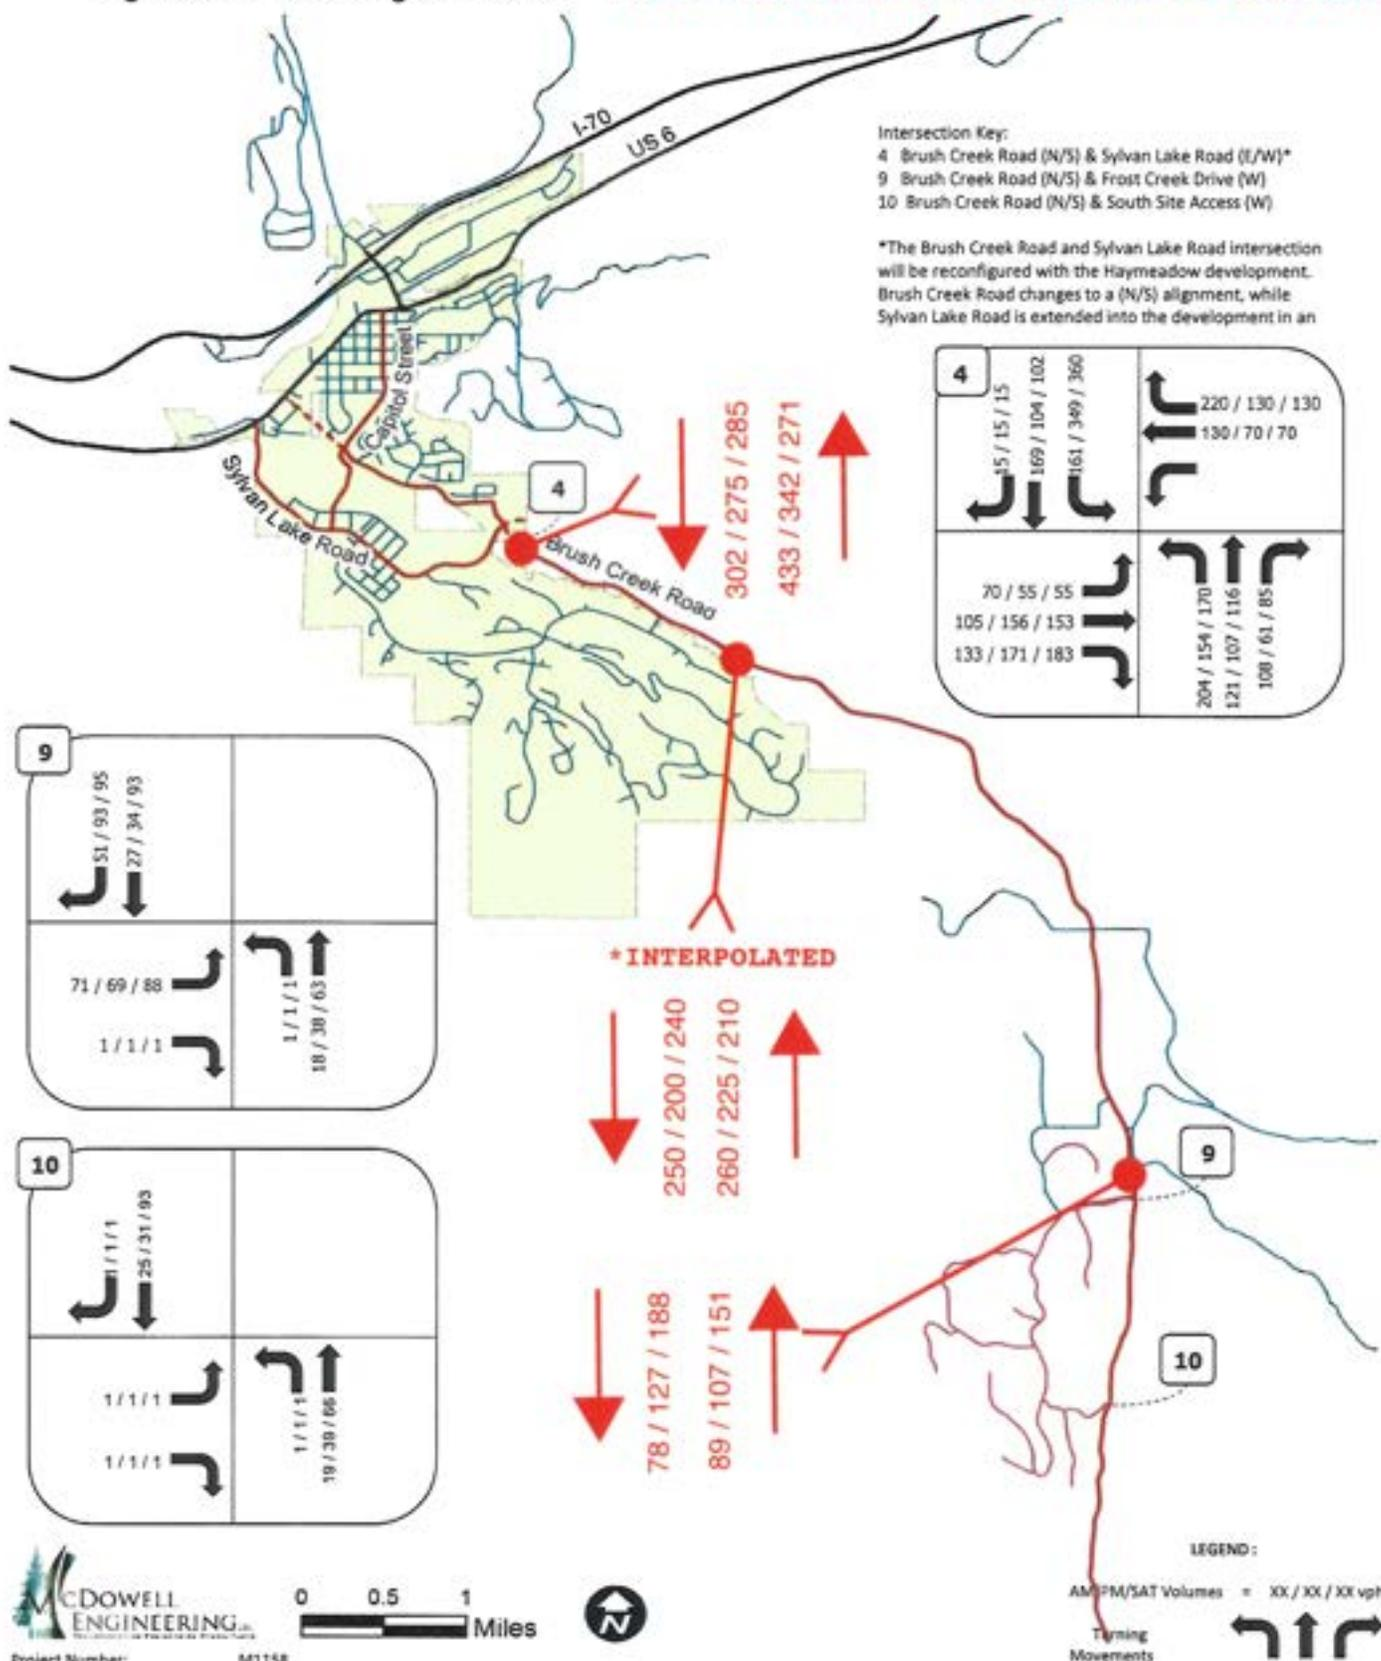 I-70
US 6
Intersection Key:
4 Brush Creek Road (N/S) & Sylvan Lake Road (E/W)*
9 Brush Creek Road (N/S) & Frost Creek Drive (W)
10 Brush Creek Road (N/S) & South Site Access (W)
*The Brush Creek Road and Sylvan Lake Road intersection
will be reconfigured with the Haymeadow development.
Brush Creek Road changes to a (N/S) alignment, while
Sylvan Lake Road is extended into the development in an
Capitol Street
Sylvan Lake Road
Brush Creek Road
4
302 / 275 / 285
433 / 342 / 271
4
15 / 15 / 15
169 / 104 / 102
161 / 349 / 360
220 / 130 / 130
130 / 70 / 70
70 / 55 / 55
105 / 156 / 153
133 / 171 / 183
204 / 154 / 170
121 / 107 / 116
108 / 61 / 85
9
51 / 93 / 95
27 / 34 / 93
71 / 69 / 88
1 / 1 / 1
1 / 1 / 1
18 / 38 / 63
*INTERPOLATED
250 / 200 / 240
260 / 225 / 210
9
10
1 / 1 / 1
25 / 31 / 93
1 / 1 / 1
1 / 1 / 1
1 / 1 / 1
19 / 39 / 66
78 / 127 / 188
89 / 107 / 151
10
McDOWELL
ENGINEERING
0 0.5 1
Miles
N
LEGEND :
AM/PM/SAT Volumes = XX / XX / XX vph
Turning
Movements
Project Number: M1158